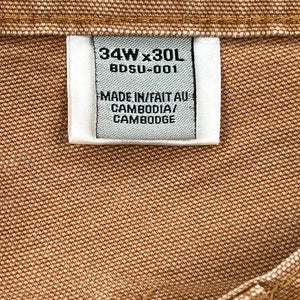 34W x 30L
BDSU-001
MADE IN/FAIT AU
CAMBODIA/
CAMBODGE